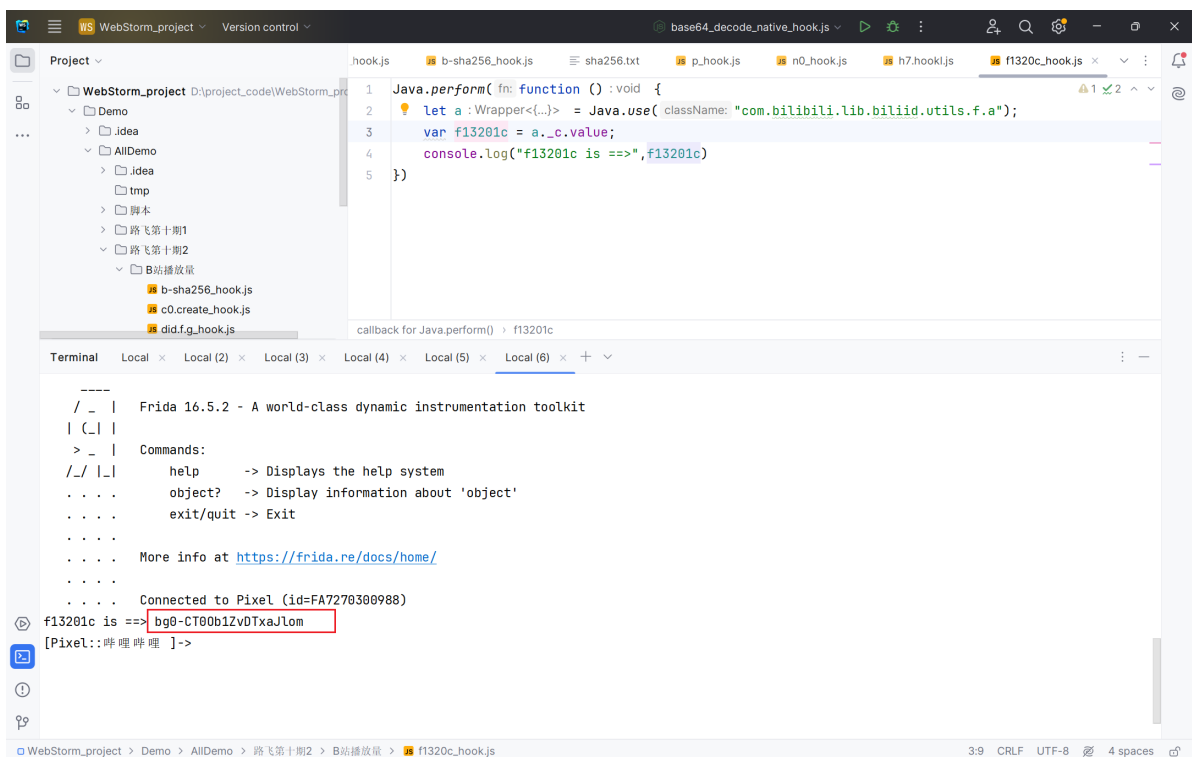 WS WebStorm_project Version control base64_decode_native_hook.js
Project
.hook.js b-sha256_hook.js sha256.txt p_hook.js n0_hook.js h7.hookl.js f1320c_hook.js
WebStorm_project D:\project_code\WebStorm_pro
Demo
.idea
AllDemo
.idea
tmp
脚本
路飞第十期1
路飞第十期2
B站播放量
b-sha256_hook.js
c0.create_hook.js
did.f.g_hook.js
1 Java.perform( fn: function () : void {
2 let a : Wrapper<{...}> = Java.use( className: "com.bilibili.lib.biliid.utils.f.a");
3 var f13201c = a._c.value;
4 console.log("f13201c is ==>",f13201c)
5 })
1 2
callback for Java.perform() > f13201c
Terminal Local Local (2) Local (3) Local (4) Local (5) Local (6)
____
/ _ | Frida 16.5.2 - A world-class dynamic instrumentation toolkit
| (_| |
> _ | Commands:
/_/ |_| help -> Displays the help system
. . . . object? -> Display information about 'object'
. . . . exit/quit -> Exit
. . . .
. . . . More info at https://frida.re/docs/home/
. . . .
. . . . Connected to Pixel (id=FA7270300988)
f13201c is ==> bg0-CT0Ob1ZvDTxaJlom
[Pixel::哔哩哔哩 ]->
WebStorm_project > Demo > AllDemo > 路飞第十期2 > B站播放量 > JS f1320c_hook.js 3:9 CRLF UTF-8 4 spaces